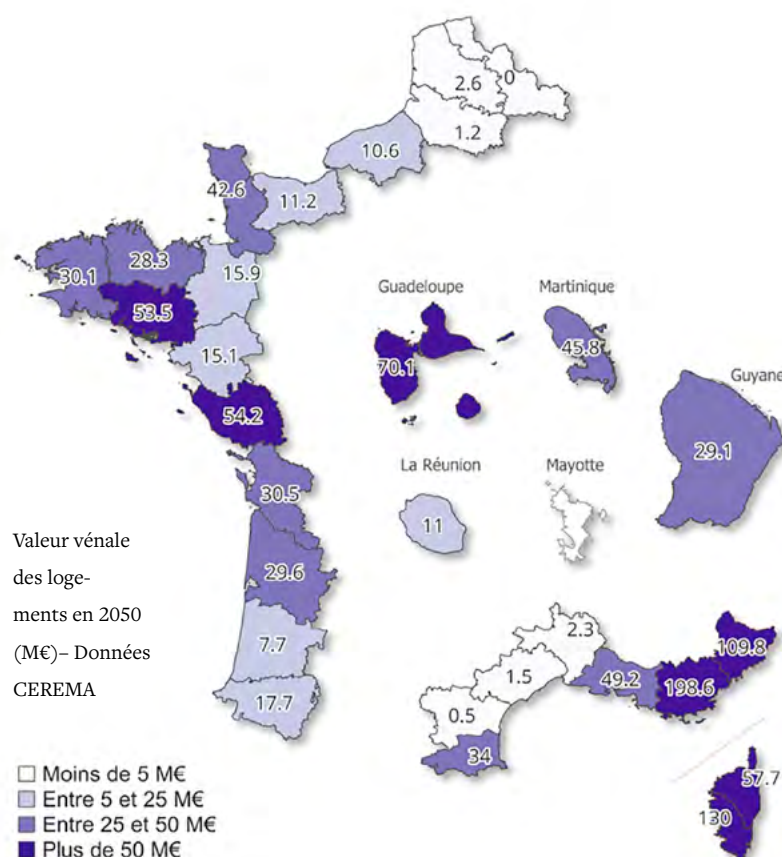 2.6
0
1.2
10.6
42.6
11.2
28.3
30.1
15.9
53.5
15.1
54.2
30.5
29.6
7.7
17.7
Guadeloupe
70.1
Martinique
45.8
Guyane
29.1
La Réunion
11
Mayotte
Valeur vénale
des loge-
ments en 2050
(M€)– Données
CEREMA
2.3
109.8
1.5
49.2
198.6
0.5
34
57.7
130
Moins de 5 M€
Entre 5 et 25 M€
Entre 25 et 50 M€
Plus de 50 M€